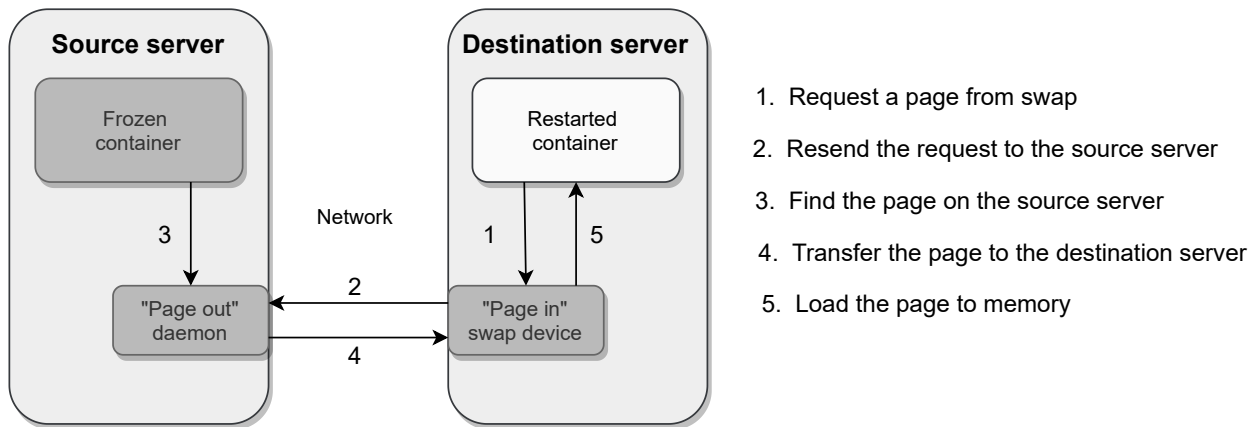 Source server
Frozen
container
3
"Page out"
daemon
Network
2
4
Destination server
Restarted
container
1
5
"Page in"
swap device
1. Request a page from swap
2. Resend the request to the source server
3. Find the page on the source server
4. Transfer the page to the destination server
5. Load the page to memory